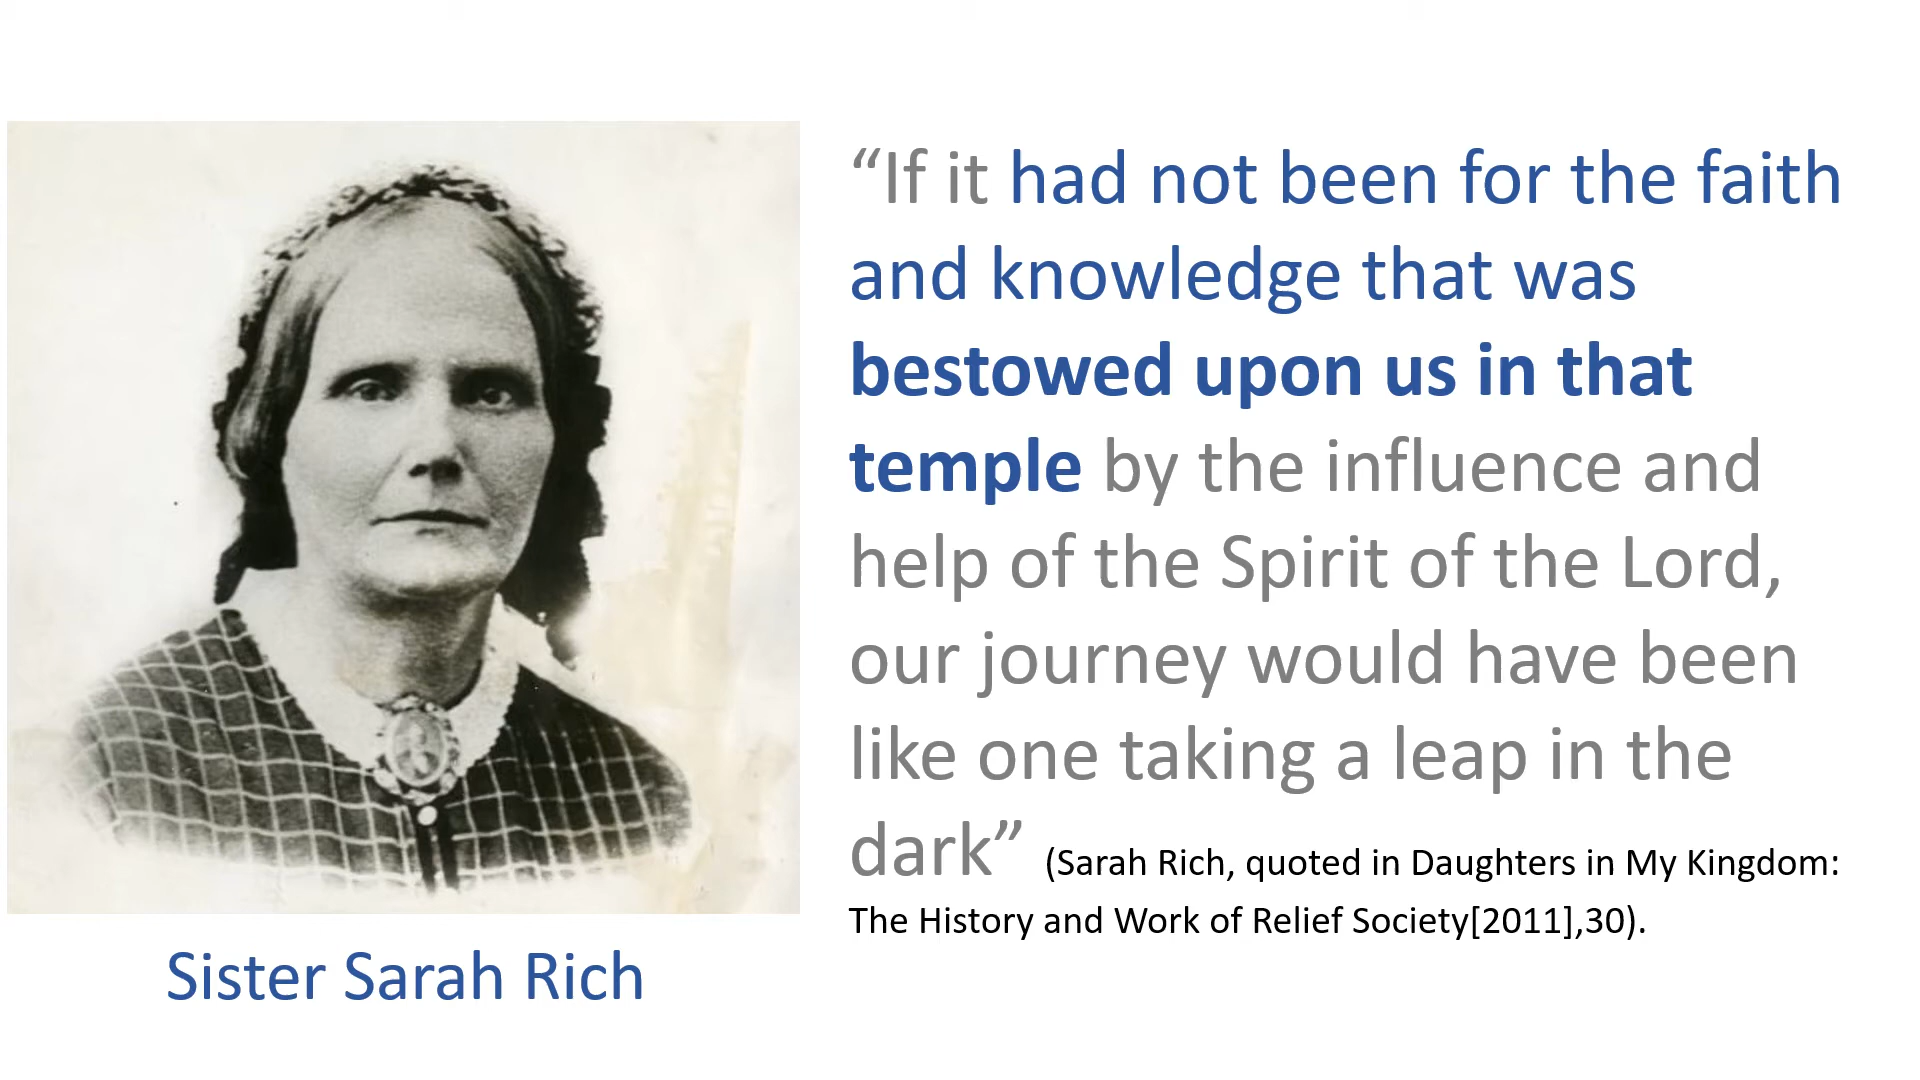 “If it had not been for the faith
and knowledge that was
bestowed upon us in that
temple by the influence and
help of the Spirit of the Lord,
our journey would have been
like one taking a leap in the
dark” (Sarah Rich, quoted in Daughters in My Kingdom:
The History and Work of Relief Society[2011],30).
Sister Sarah Rich